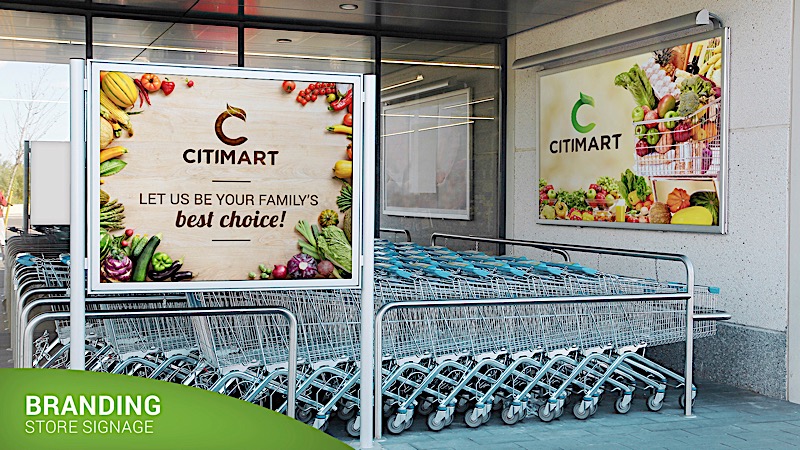 CITIMART
LET US BE YOUR FAMILY'S
best choice!
CITIMART
BRANDING
STORE SIGNAGE